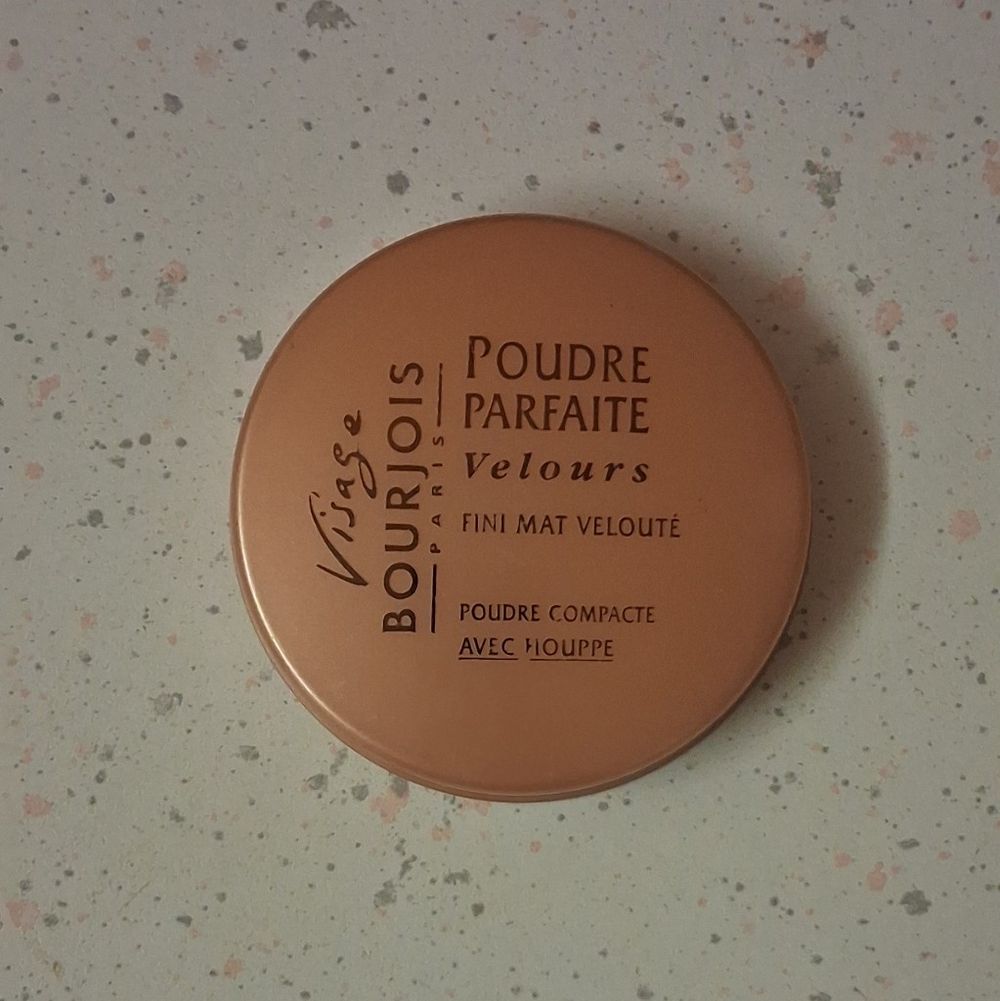 Visage
BOURJOIS
PARIS
POUDRE
PARFAITE
Velours
FINI MAT VELOUTÉ
POUDRE COMPACTE
AVEC HOUPPE